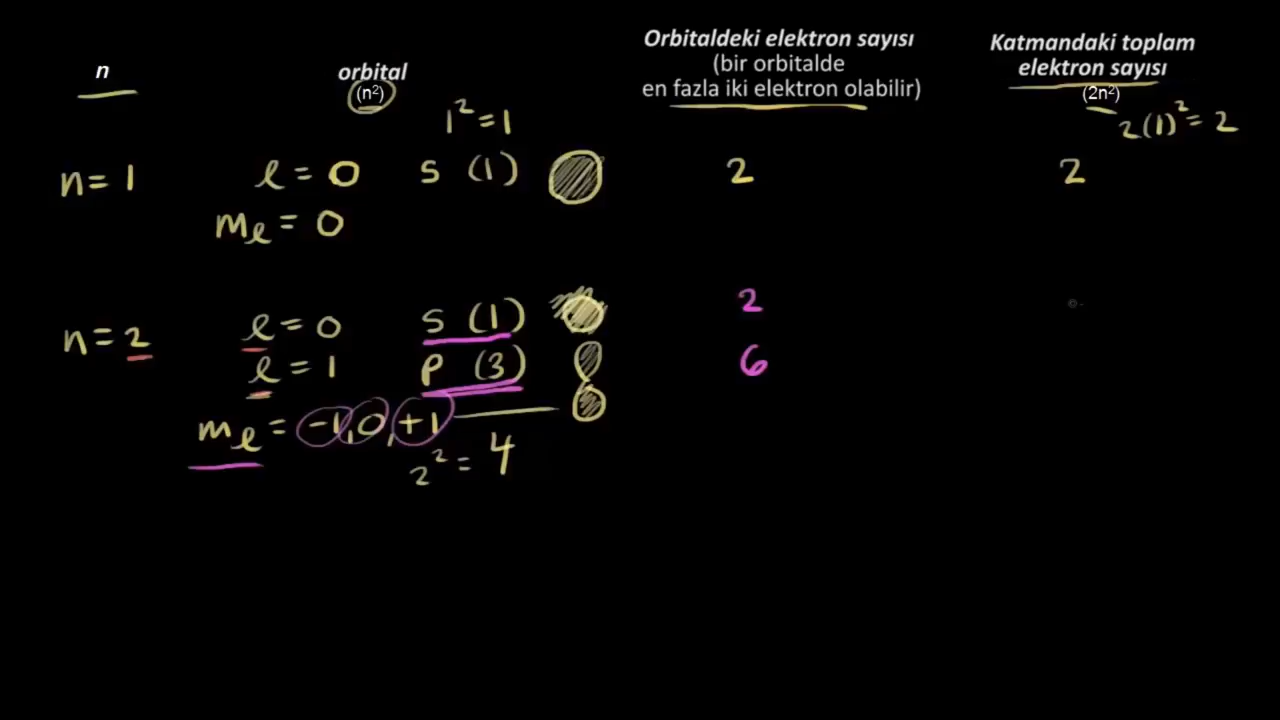 n
orbital
(n²)
Orbitaldeki elektron sayısı
(bir orbitalde
en fazla iki elektron olabilir)
Katmandaki toplam
elektron sayısı
(2n²)
1² = 1
2(1)² = 2
n = 1 l = 0 s (1) 2 2
mₗ = 0
n = 2 l = 0 s (1) 2
l = 1 p (3) 6
mₗ = -1, 0, +1
2² = 4